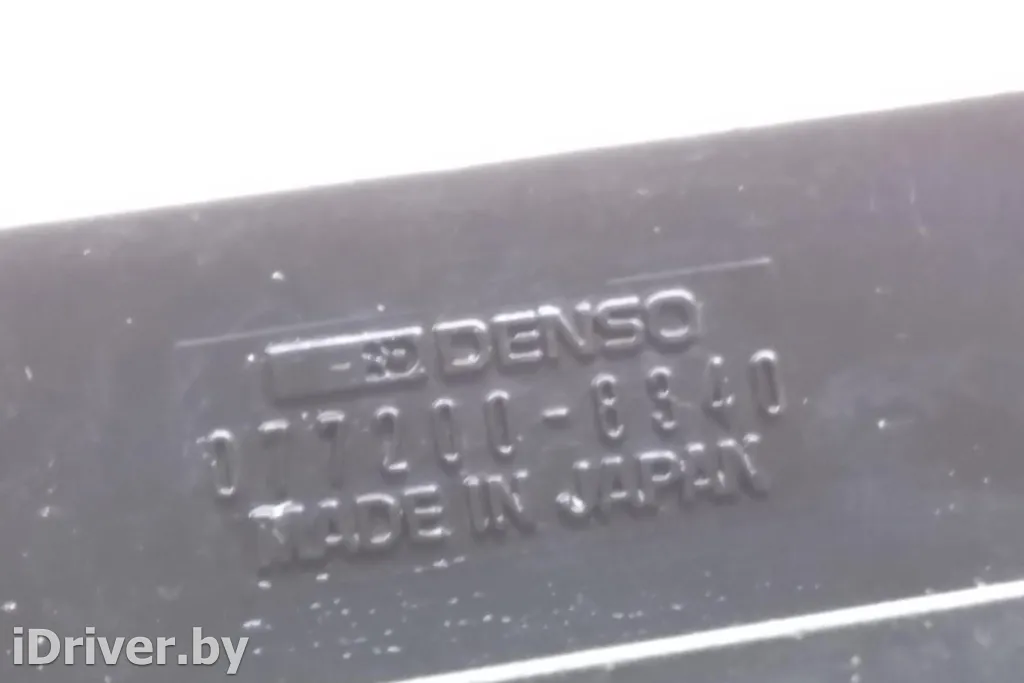 DENSO
077200-8340
MADE IN JAPAN
iDriver.by